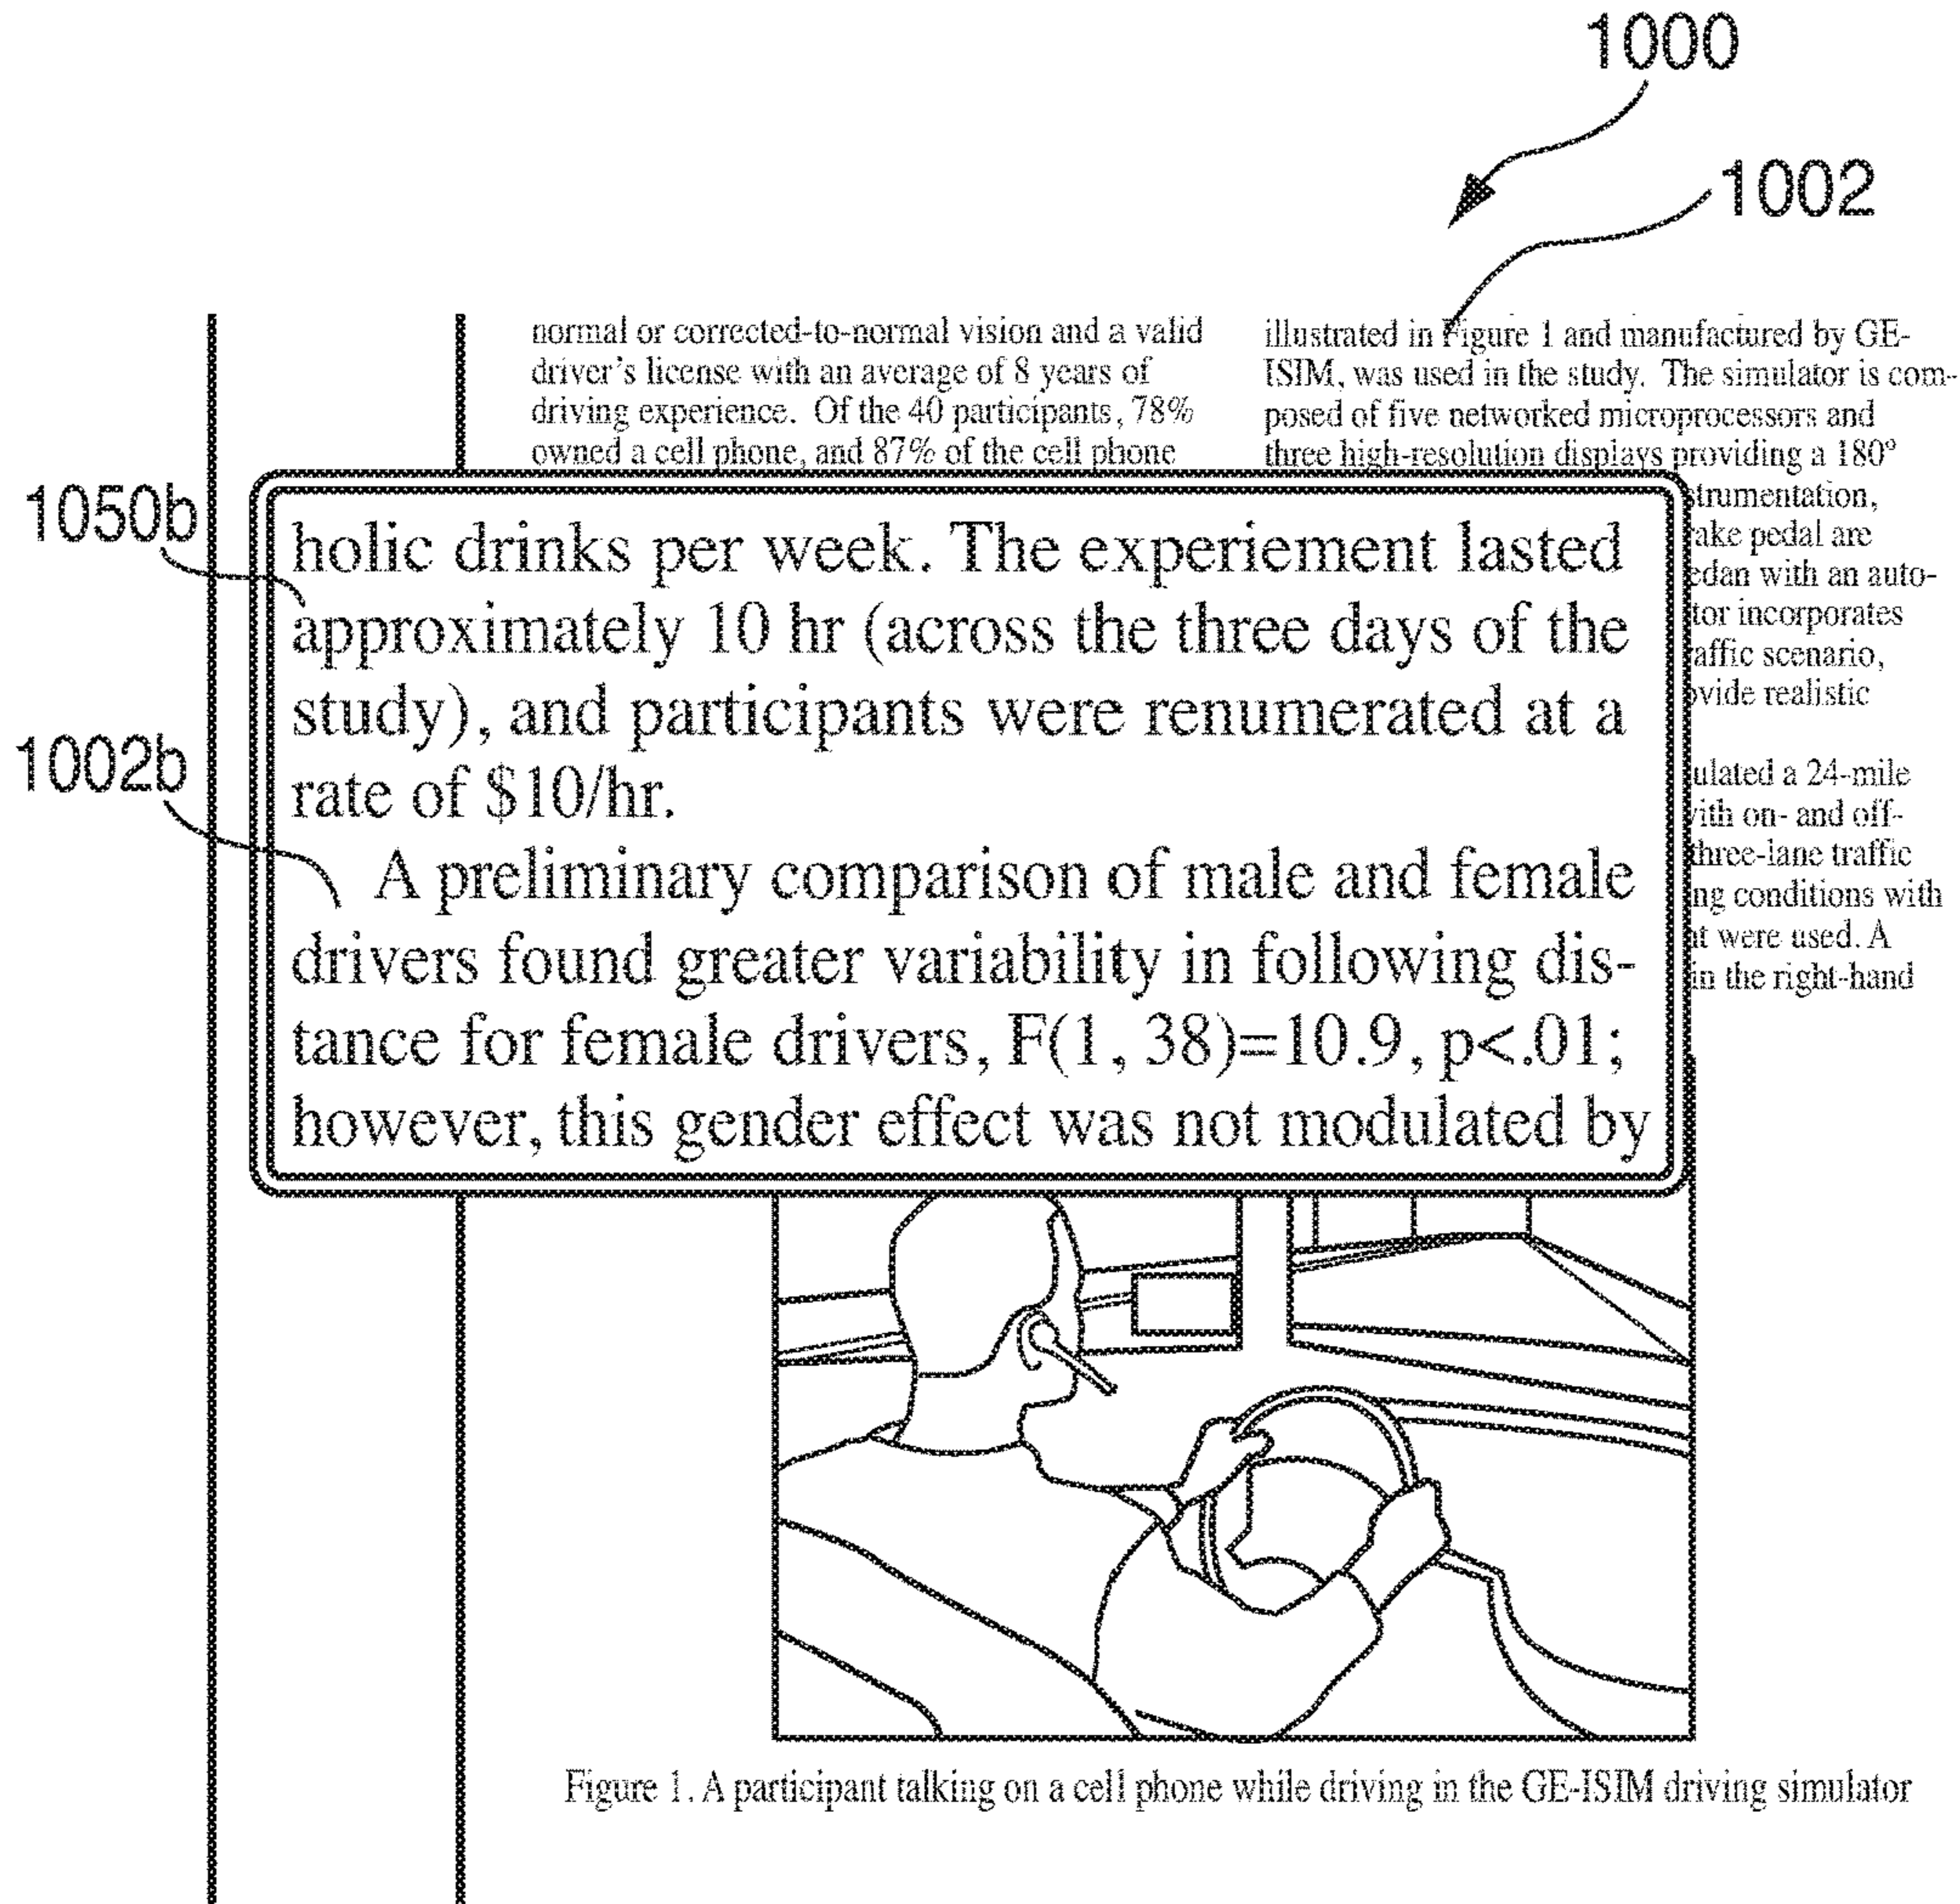 1000
1002
normal or corrected-to-normal vision and a valid
driver's license with an average of 8 years of
driving experience. Of the 40 participants, 78%
owned a cell phone, and 87% of the cell phone
illustrated in Figure 1 and manufactured by GE-
ISIM, was used in the study. The simulator is com-
posed of five networked microprocessors and
three high-resolution displays providing a 180º
strumentation,
rake pedal are
edan with an auto-
tor incorporates
affic scenario,
ovide realistic
ulated a 24-mile
with on- and off-
three-lane traffic
ng conditions with
nt were used. A
in the right-hand
1050b
1002b
holic drinks per week. The experiement lasted
approximately 10 hr (across the three days of the
study), and participants were renumerated at a
rate of $10/hr.
A preliminary comparison of male and female
drivers found greater variability in following dis-
tance for female drivers, F(1, 38)=10.9, p<.01;
however, this gender effect was not modulated by
Figure 1. A participant talking on a cell phone while driving in the GE-ISIM driving simulator